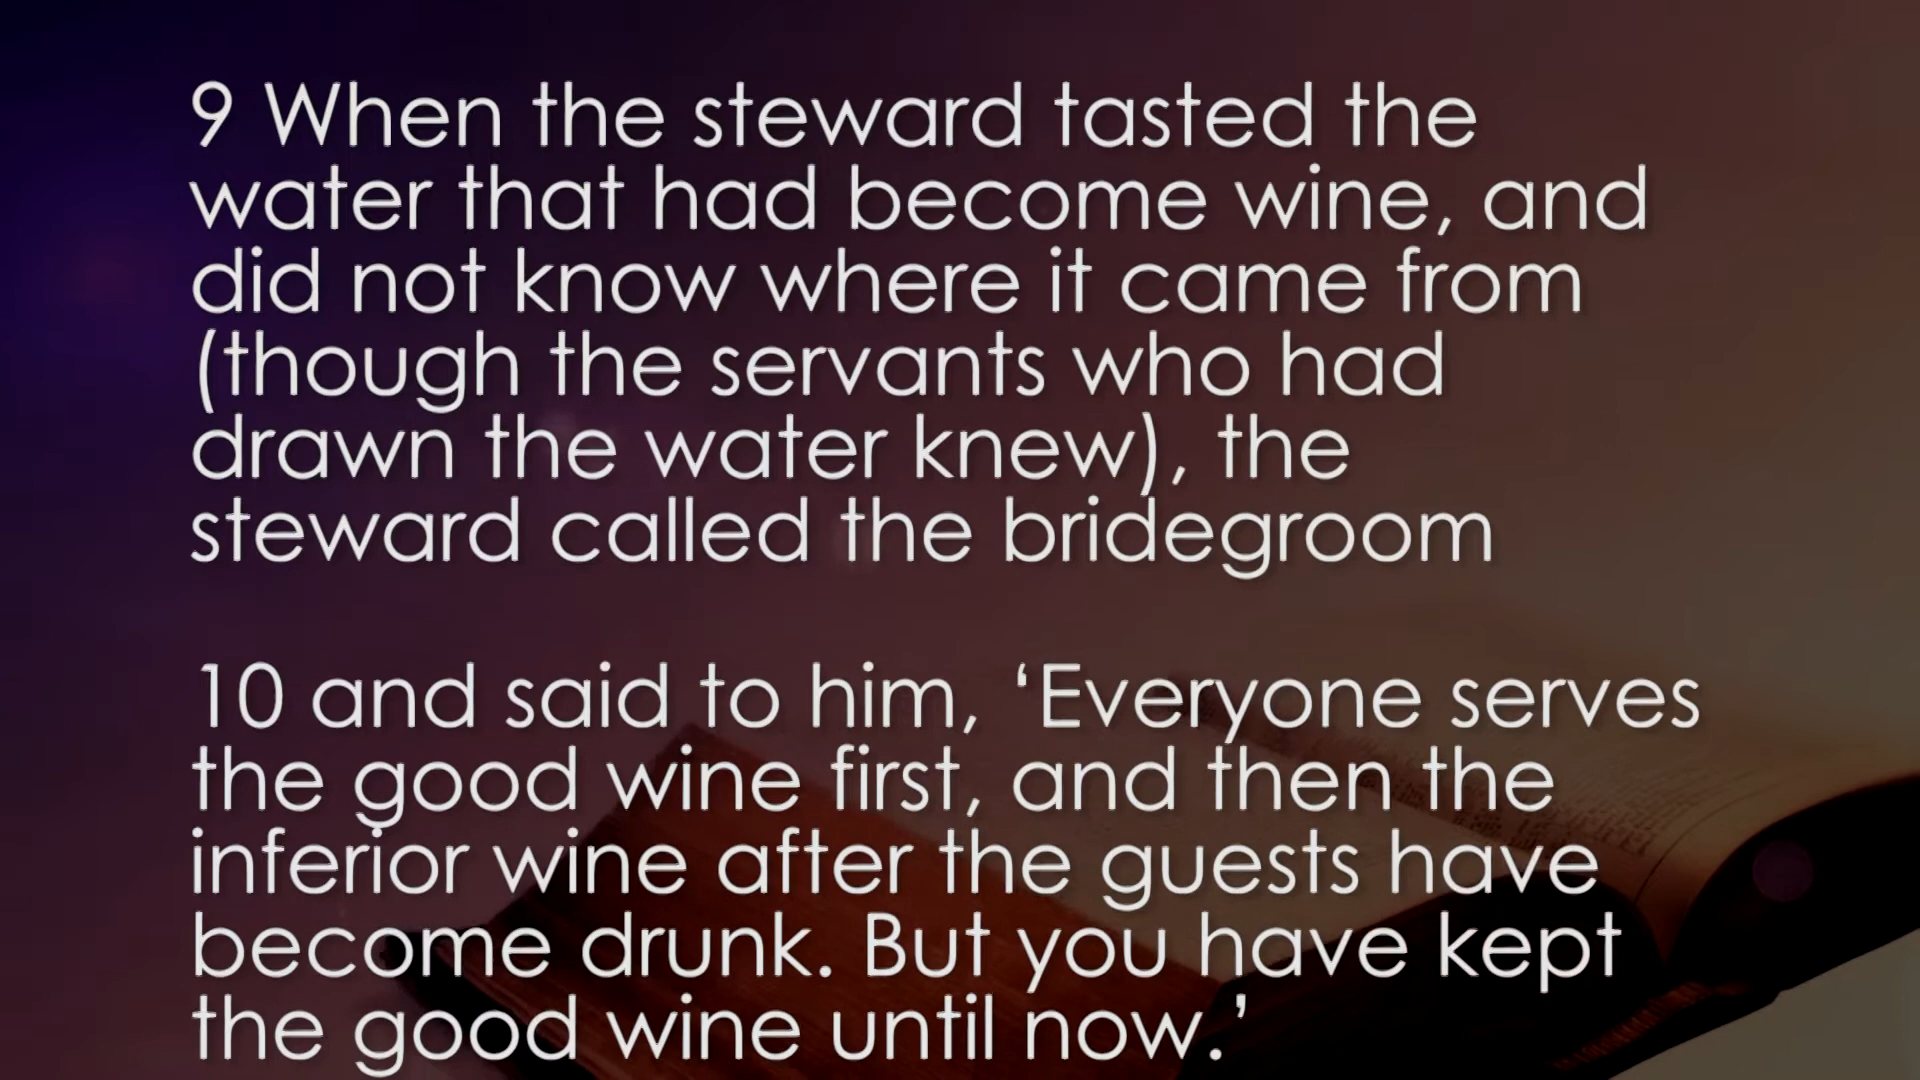 9 When the steward tasted the
water that had become wine, and
did not know where it came from
(though the servants who had
drawn the water knew), the
steward called the bridegroom
10 and said to him, ‘Everyone serves
the good wine first, and then the
inferior wine after the guests have
become drunk. But you have kept
the good wine until now.’